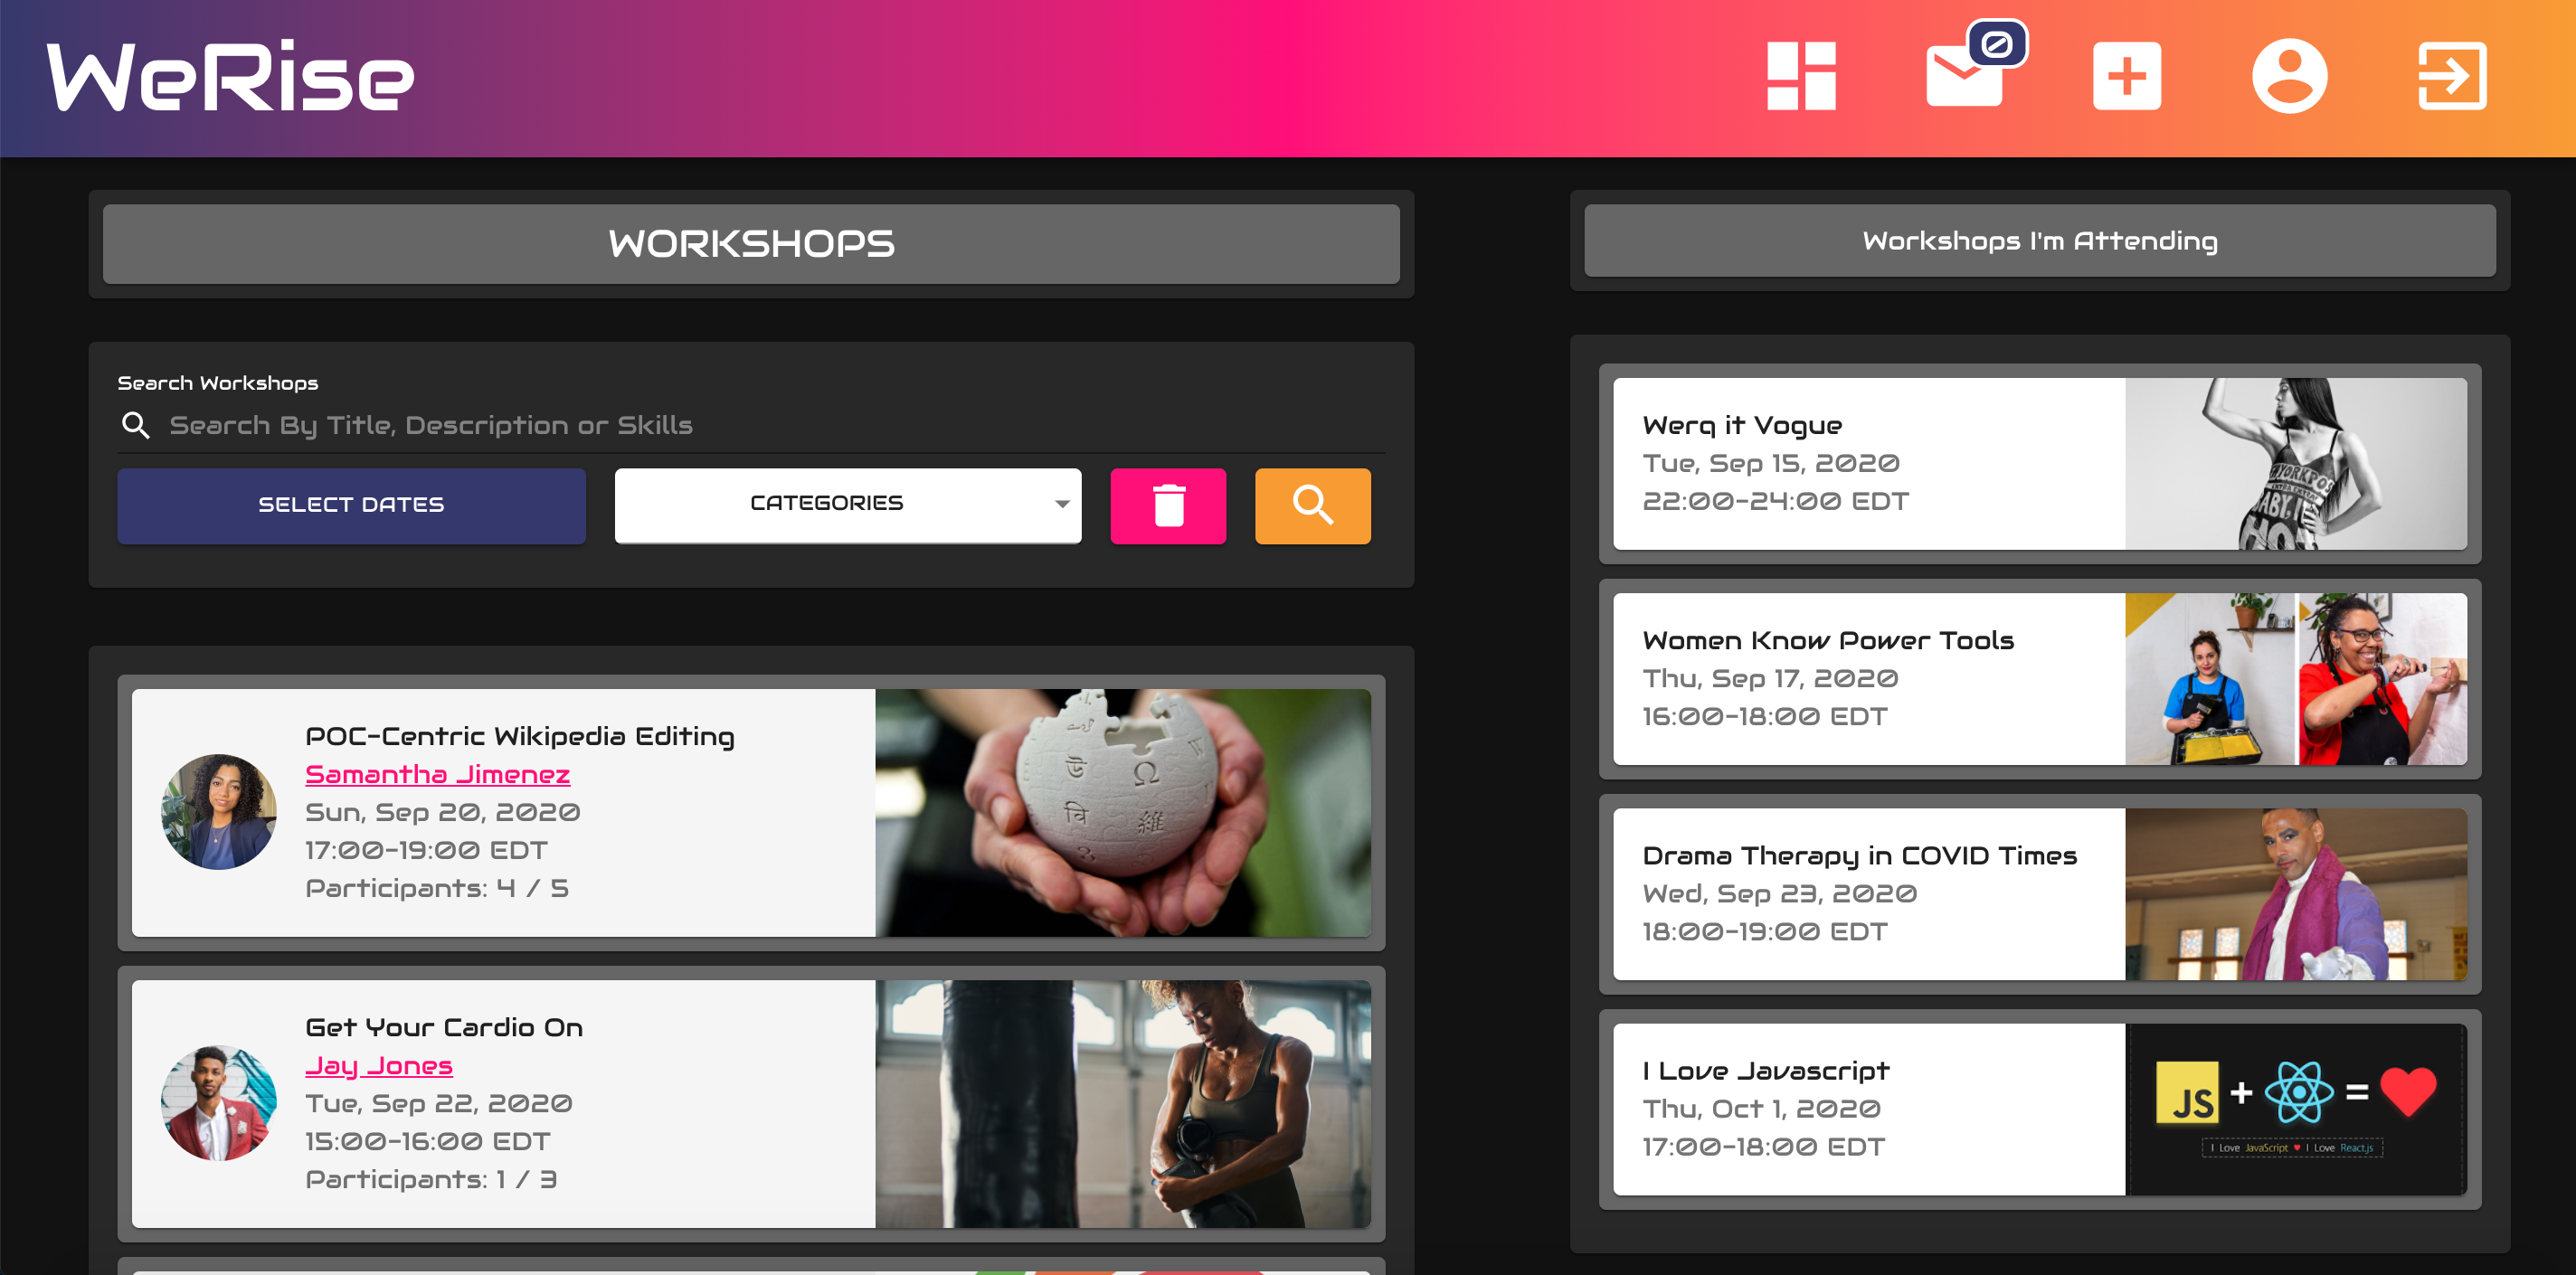 WeRise
0
WORKSHOPS
Search Workshops
Search By Title, Description or Skills
SELECT DATES
CATEGORIES
POC-Centric Wikipedia Editing
Samantha Jimenez
Sun, Sep 20, 2020
17:00-19:00 EDT
Participants: 4 / 5
Ω
वि
維
Get Your Cardio On
Jay Jones
Tue, Sep 22, 2020
15:00-16:00 EDT
Participants: 1 / 3
Workshops I'm Attending
Werq it Vogue
Tue, Sep 15, 2020
22:00-24:00 EDT
Women Know Power Tools
Thu, Sep 17, 2020
16:00-18:00 EDT
Drama Therapy in COVID Times
Wed, Sep 23, 2020
18:00-19:00 EDT
I Love Javascript
Thu, Oct 1, 2020
17:00-18:00 EDT
JS + =
I Love JavaScript ♥ I Love React.js